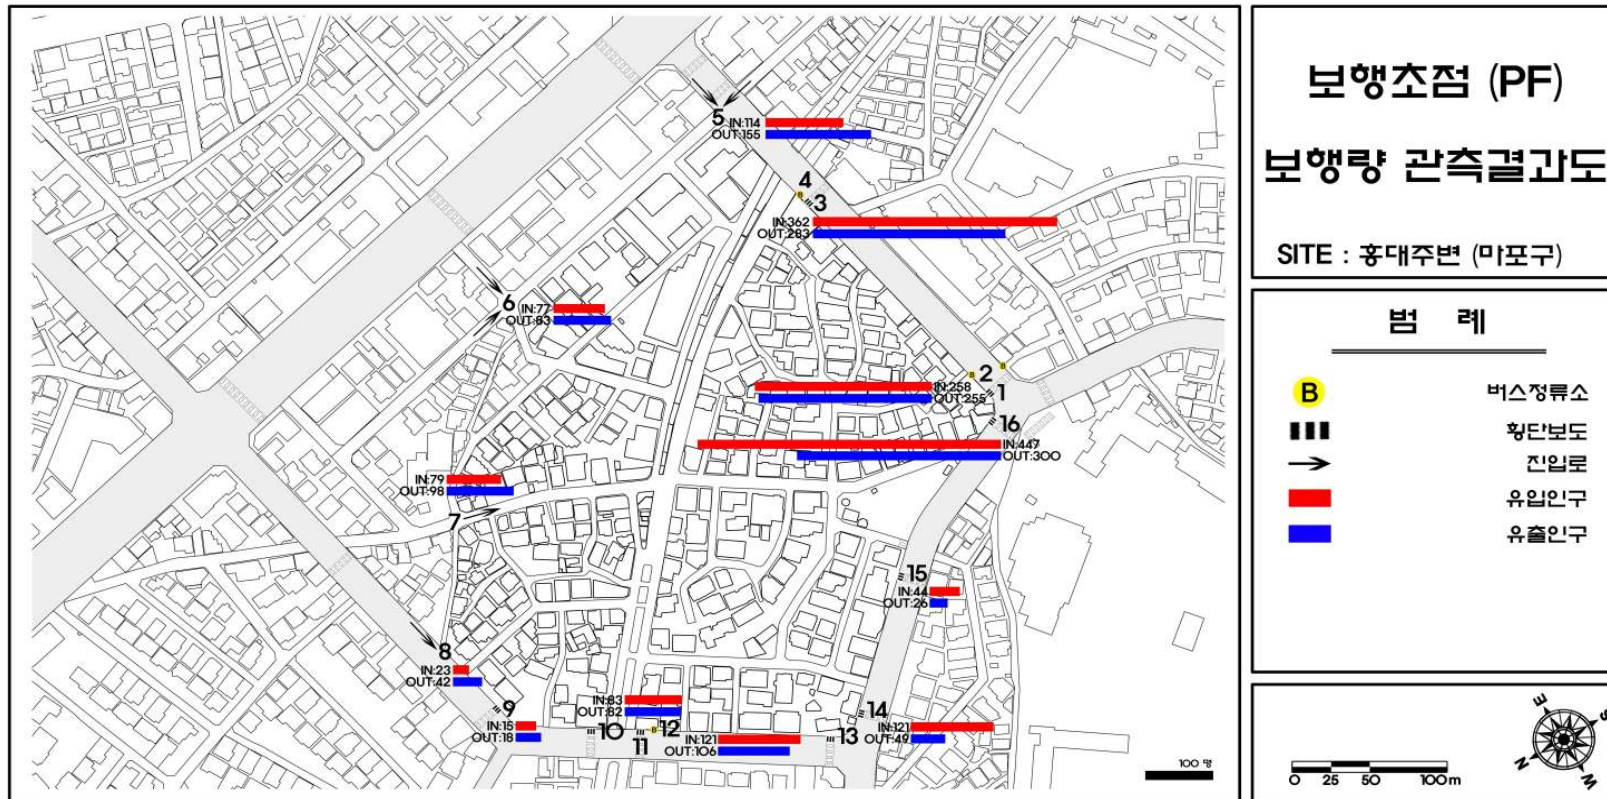 5
IN:114
OUT:155
4
3
IN:362
OUT:283
6
IN:77
OUT:83
2
1
IN:258
OUT:255
16
IN:447
OUT:300
IN:79
OUT:98
7
15
IN:44
OUT:26
8
IN:23
OUT:42
9
IN:15
OUT:18
IN:83
OUT:82
10
11
B 12
IN:121
OUT:106
13
14
IN:121
OUT:49
100 명
보행초점 (PF)
보행량 관측결과도
SITE : 홍대주변 (마포구)
범 례
B 버스정류소
횡단보도
진입로
유입인구
유출인구
0 25 50 100m
E
S
N
W